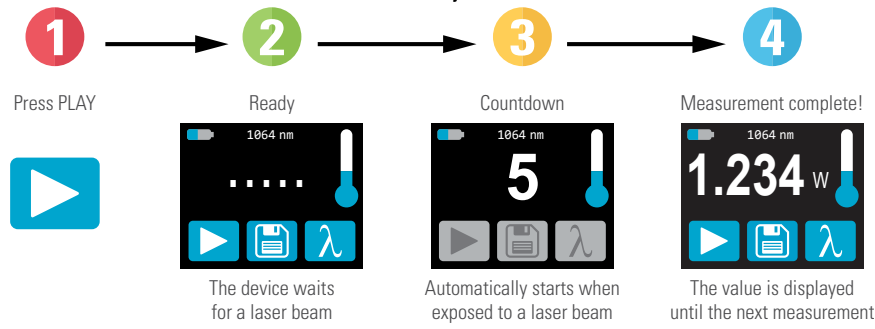 1
2
3
4
Press PLAY
Ready
Countdown
Measurement complete!
1064 nm
.....
λ
1064 nm
5
λ
1064 nm
1.234 W
λ
The device waits
for a laser beam
Automatically starts when
exposed to a laser beam
The value is displayed
until the next measurement